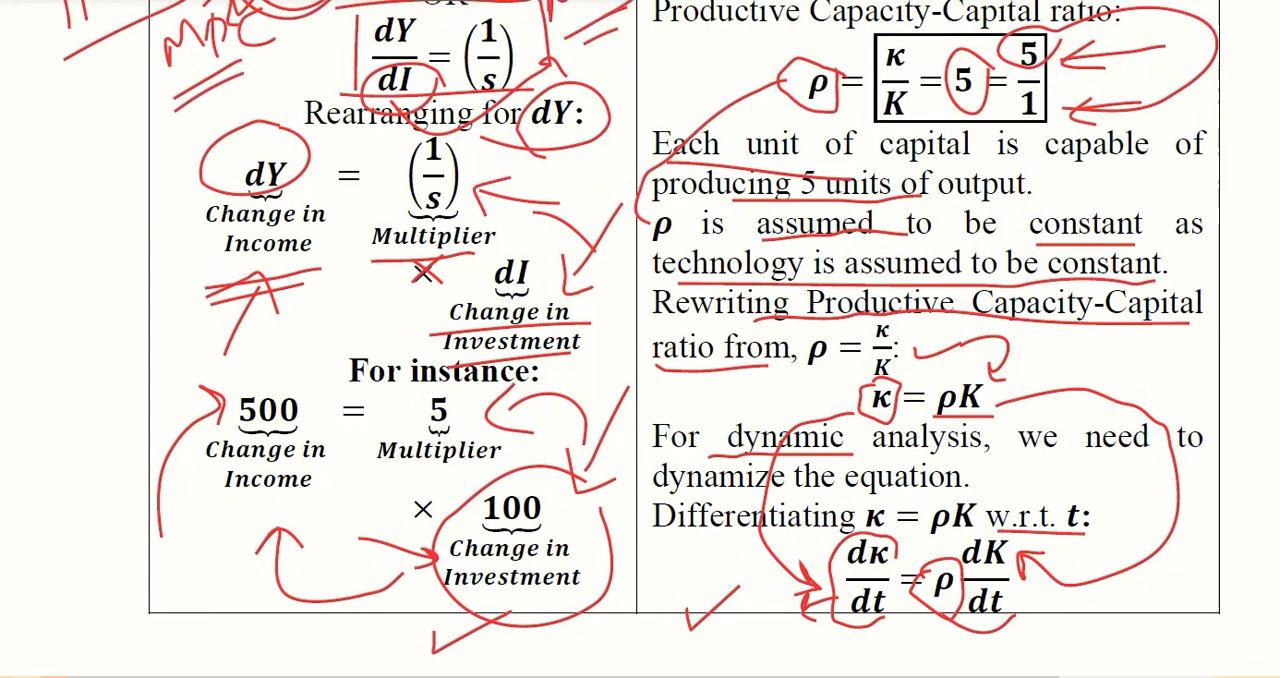 MPC
dY/dI = (1/s)
Rearranging for dY:
dY = (1/s)
Change in Income
Multiplier
× dI
Change in Investment
For instance:
500 = 5
Change in Income
Multiplier
× 100
Change in Investment
Productive Capacity-Capital ratio:
ρ = κ/K = 5 = 5/1
Each unit of capital is capable of
producing 5 units of output.
ρ is assumed to be constant as
technology is assumed to be constant.
Rewriting Productive Capacity-Capital
ratio from, ρ = κ/K:
κ = ρK
For dynamic analysis, we need to
dynamize the equation.
Differentiating κ = ρK w.r.t. t:
dκ/dt = ρ dK/dt